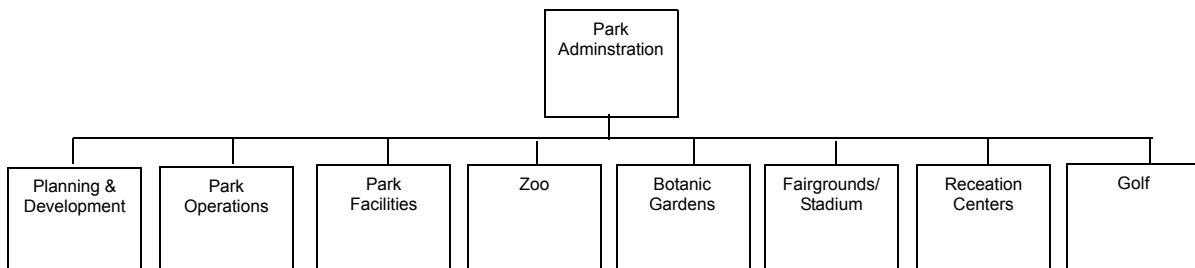 Park
Adminstration
Planning &
Development
Park
Operations
Park
Facilities
Zoo
Botanic
Gardens
Fairgrounds/
Stadium
Receation
Centers
Golf